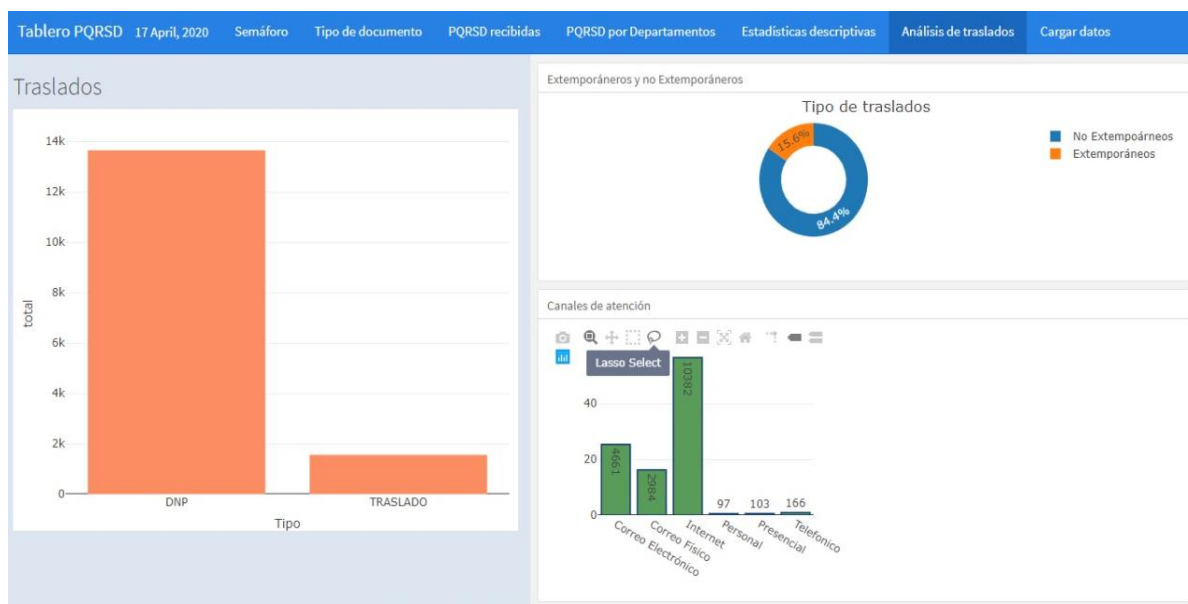 Tablero PQRSD 17 April, 2020 Semáforo Tipo de documento PQRSD recibidas PQRSD por Departamentos Estadísticas descriptivas Análisis de traslados Cargar datos
Traslados
14k
12k
10k
8k
6k
4k
2k
0
total
DNP TRASLADO
Tipo
Extemporáneros y no Extemporáneros
Tipo de traslados
15.6%
84.4%
No Extempoárneos
Extemporáneos
Canales de atención
Lasso Select
40
20
0
4661 2984 10382 97 103 166
Correo Electrónico Correo Fisico Internet Personal Presencial Telefonico